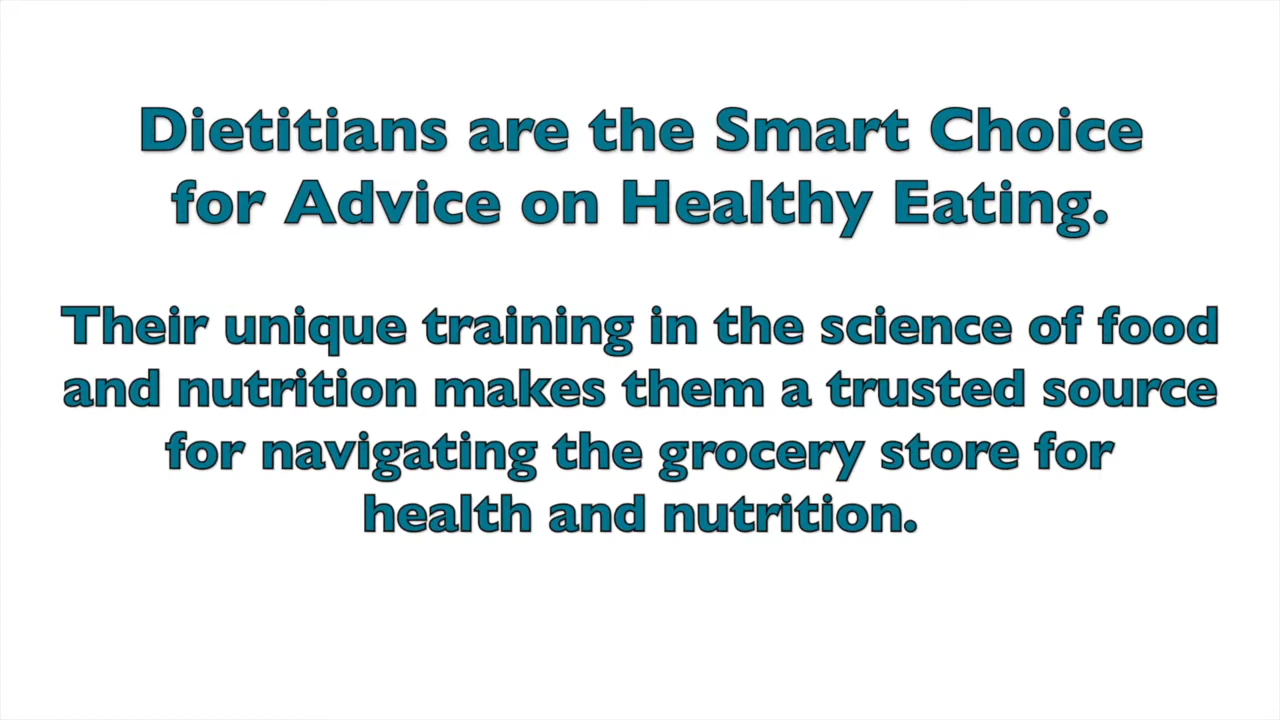 Dietitians are the Smart Choice
for Advice on Healthy Eating.
Their unique training in the science of food
and nutrition makes them a trusted source
for navigating the grocery store for
health and nutrition.